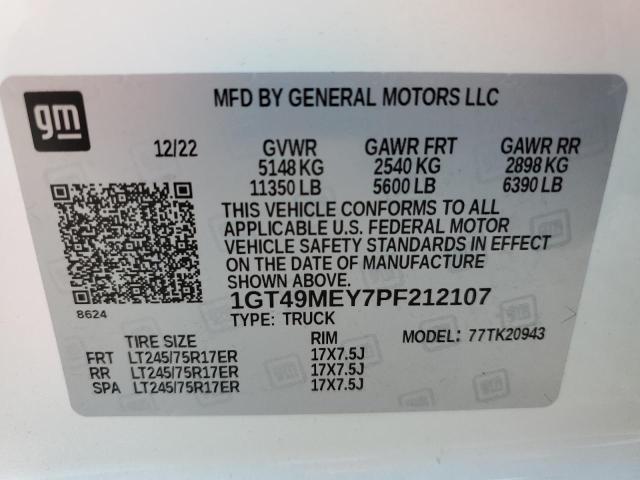 gm
MFD BY GENERAL MOTORS LLC
12/22 GVWR GAWR FRT GAWR RR
5148 KG 2540 KG 2898 KG
11350 LB 5600 LB 6390 LB
THIS VEHICLE CONFORMS TO ALL
APPLICABLE U.S. FEDERAL MOTOR
VEHICLE SAFETY STANDARDS IN EFFECT
ON THE DATE OF MANUFACTURE
SHOWN ABOVE.
8624
1GT49MEY7PF212107
TYPE: TRUCK MODEL: 77TK20943
TIRE SIZE RIM
FRT LT245/75R17ER 17X7.5J
RR LT245/75R17ER 17X7.5J
SPA LT245/75R17ER 17X7.5J